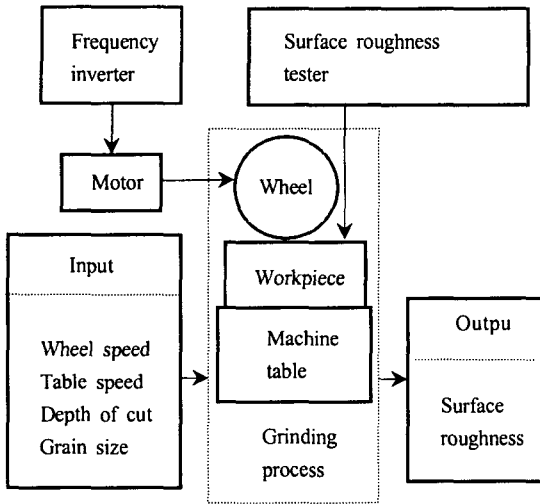 Frequency
inverter
Surface roughness
tester
Motor
Wheel
Input
Wheel speed
Table speed
Depth of cut
Grain size
Workpiece
Machine
table
Grinding
process
Outpu
Surface
roughness